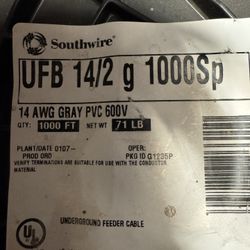 Southwire
UFB 14/2 g 1000Sp
14 AWG GRAY PVC 600V
QTY: 1000 FT NET WT 71 LB
PLANT/DATE 0107- OPER:
PROD ORD PKG ID G1235P
VERIFY TERMINATIONS ARE SUITABLE FOR USE WITH THE CONDUCTOR
MATERIAL
UL
UNDERGROUND FEEDER CABLE